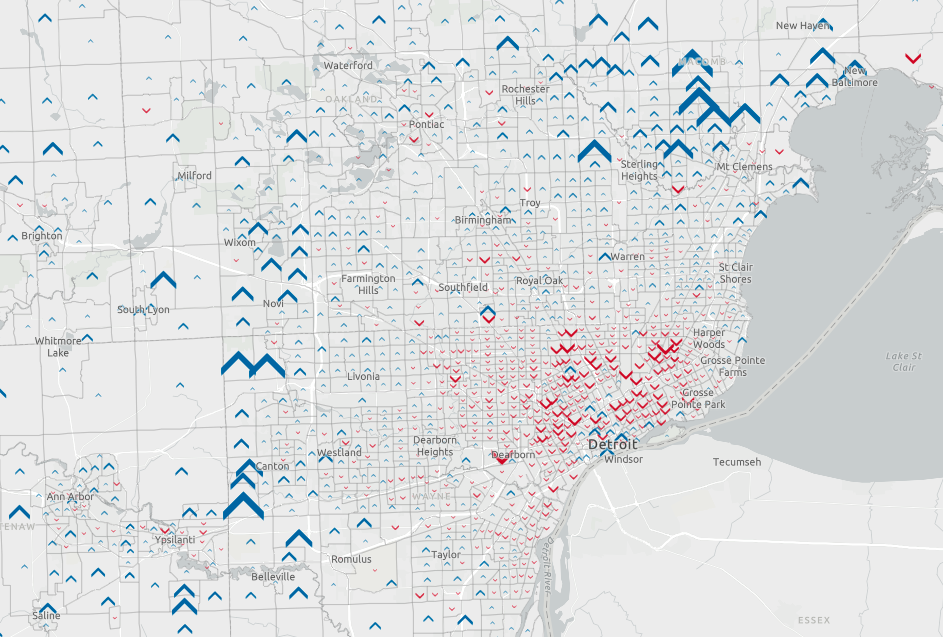 New Haven
MACOMB
Waterford
New
Baltimore
Rochester
Hills
OAKLAND
Pontiac
Mt Clemens
Sterling
Heights
Milford
Troy
Birmingham
Brighton
Wixom
Warren
St Clair
Shores
Farmington
Hills
Southfield
Royal Oak
Novi
South Lyon
Whitmore
Lake
Harper
Woods
Grosse Pointe
Farms
Lake St
Clair
Livonia
Grosse
Pointe Park
Dearborn
Heights
Detroit
Westland
Dearborn
Windsor
Tecumseh
Canton
Ann Arbor
WAYNE
TENAW
Ypsilanti
Taylor
Romulus
Belleville
Detroit River
Saline
ESSEX